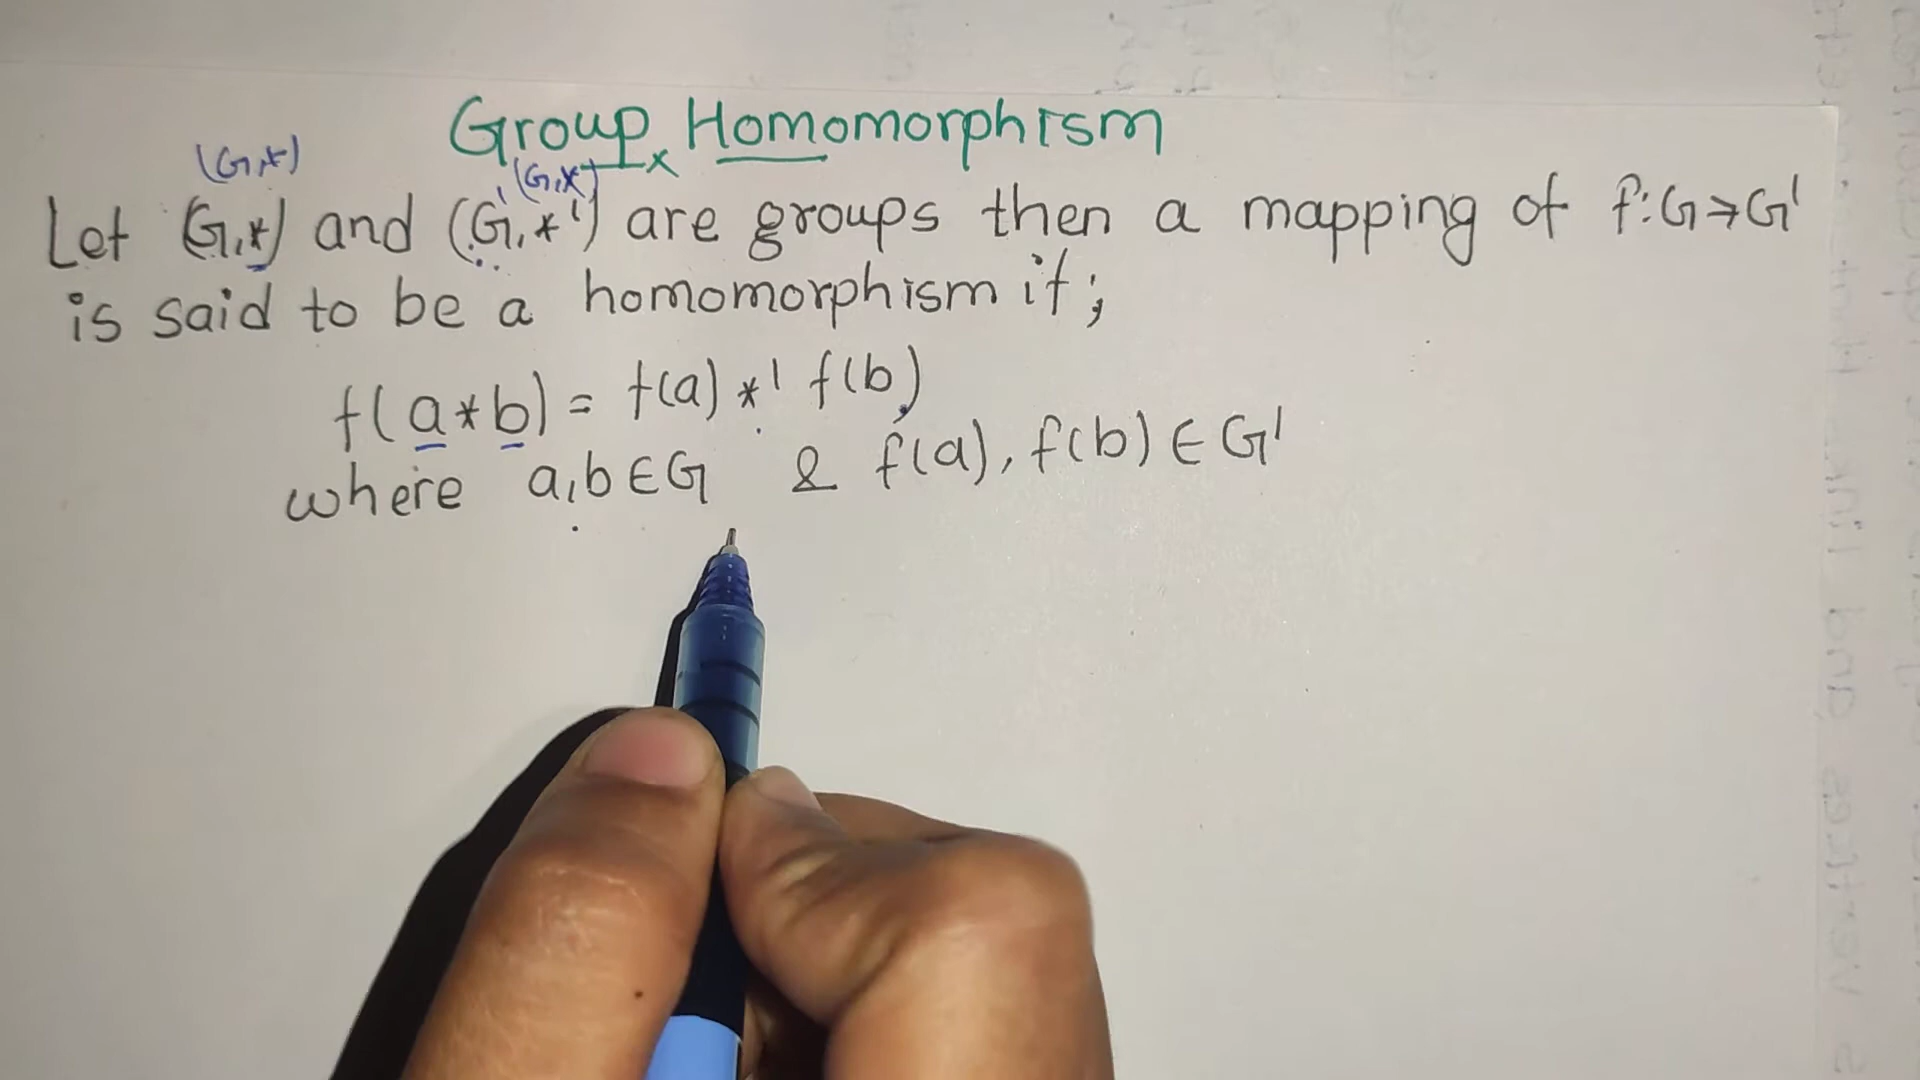 Group Homomorphism
(G,*)
(G,*)
Let (G,*) and (G',*') are groups then a mapping of f:G→G'
is said to be a homomorphism if;
f(a*b) = f(a) *' f(b)
where a,b∈G & f(a), f(b) ∈ G'